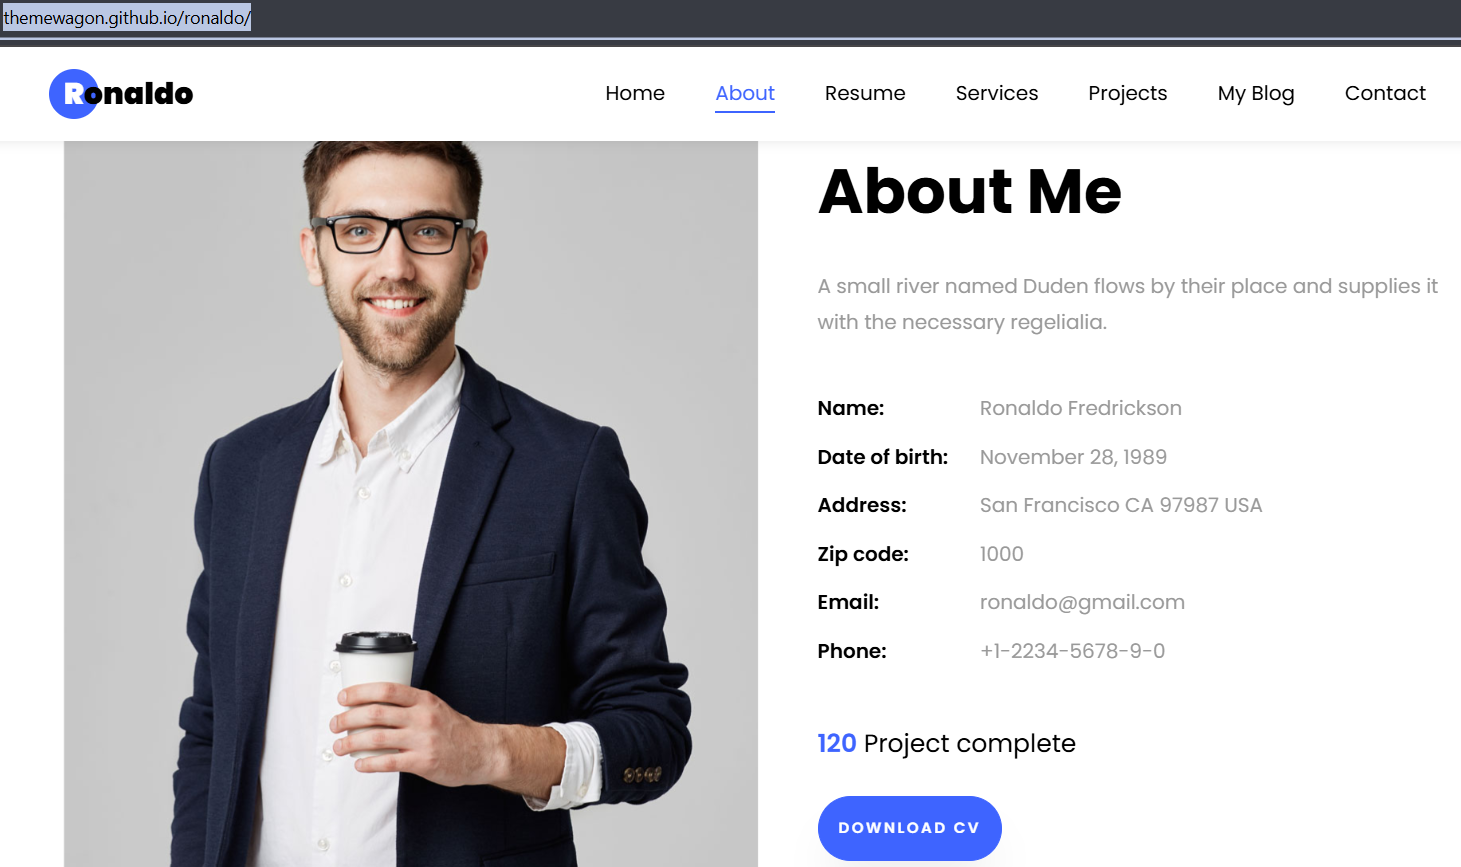 themewagon.github.io/ronaldo/
Ronaldo
Home About Resume Services Projects My Blog Contact
About Me
A small river named Duden flows by their place and supplies it
with the necessary regelialia.
Name: Ronaldo Fredrickson
Date of birth: November 28, 1989
Address: San Francisco CA 97987 USA
Zip code: 1000
Email: ronaldo@gmail.com
Phone: +1-2234-5678-9-0
120 Project complete
DOWNLOAD CV